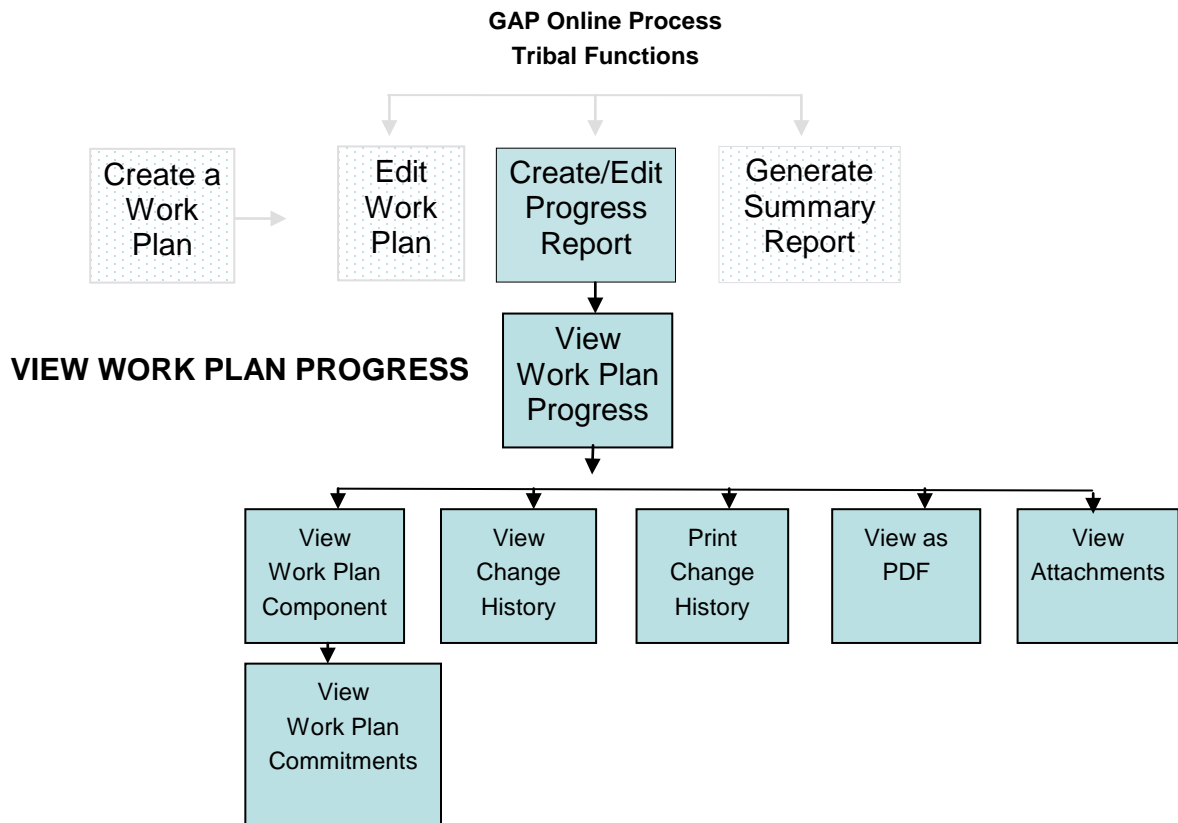 GAP Online Process
Tribal Functions
Create a
Work
Plan
Edit
Work
Plan
Create/Edit
Progress
Report
Generate
Summary
Report
VIEW WORK PLAN PROGRESS
View
Work Plan
Progress
View
Work Plan
Component
View
Change
History
Print
Change
History
View as
PDF
View
Attachments
View
Work Plan
Commitments